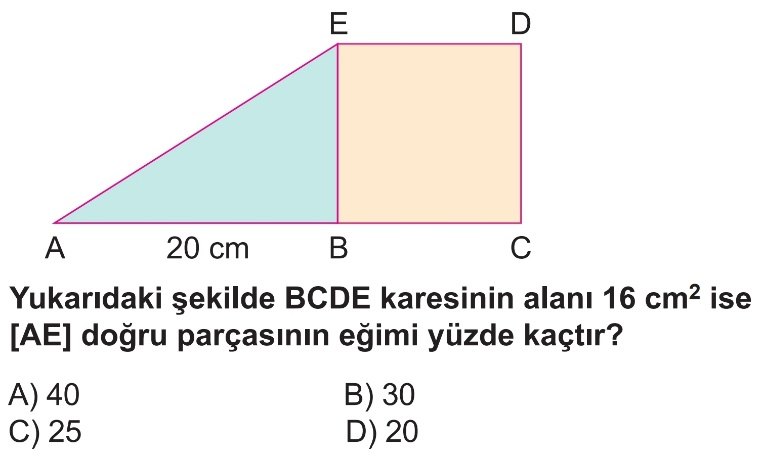 E D
A 20 cm B C
Yukarıdaki şekilde BCDE karesinin alanı 16 cm² ise
[AE] doğru parçasının eğimi yüzde kaçtır?
A) 40 B) 30
C) 25 D) 20